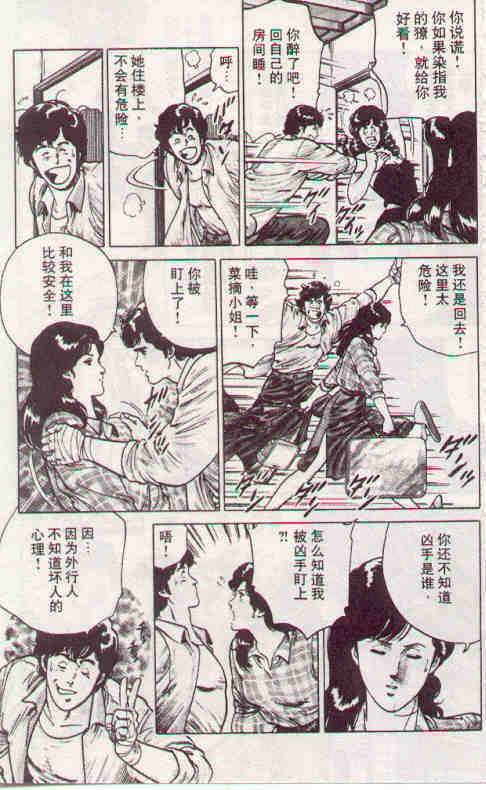 你说谎！
你如果染指我
的獠，就给你
好看！
你醉了吧！
回自己的
房间睡！
呼…
她住楼上，
不会有危险…
我还是回去！
这里太
危险！
哇，等一下，
菜摘小姐！
你被
盯上了！
和我在这里
比较安全！
你还不知道
凶手是谁，
怎么知道我
被凶手盯上
?!
唔！
因…
因为外行人
不知道坏人的
心理！